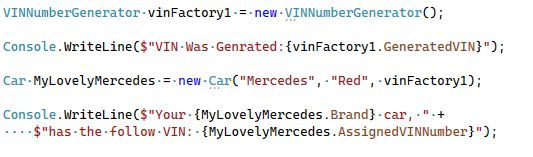 VINNumberGenerator vinFactory1 = new VINNumberGenerator();
Console.WriteLine($"VIN Was Genrated:{vinFactory1.GeneratedVIN}");
Car MyLovelyMercedes = new Car("Mercedes", "Red", vinFactory1);
Console.WriteLine($"Your {MyLovelyMercedes.Brand} car, " +
    $"has the follow VIN: {MyLovelyMercedes.AssignedVINNumber}");